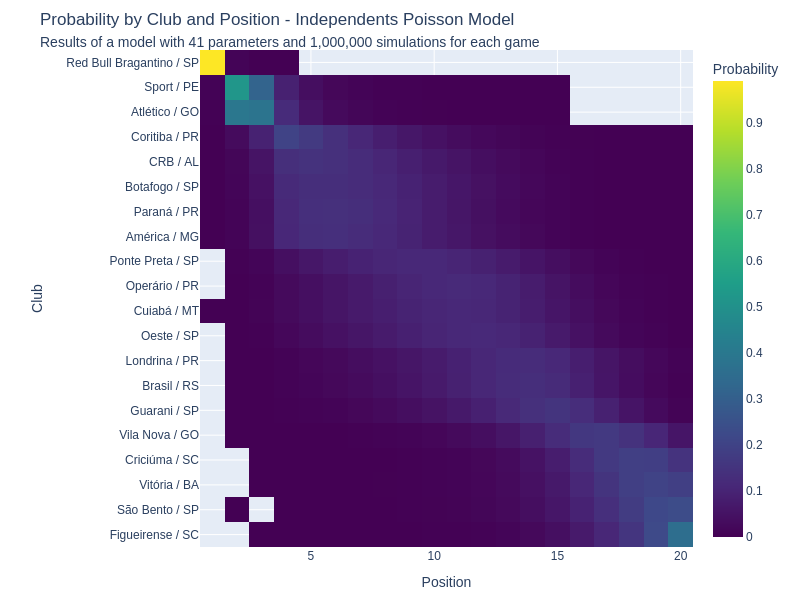 Probability by Club and Position - Independents Poisson Model
Results of a model with 41 parameters and 1,000,000 simulations for each game
Red Bull Bragantino / SP
Sport / PE
Atlético / GO
Coritiba / PR
CRB / AL
Botafogo / SP
Paraná / PR
América / MG
Ponte Preta / SP
Operário / PR
Cuiabá / MT
Oeste / SP
Londrina / PR
Brasil / RS
Guarani / SP
Vila Nova / GO
Criciúma / SC
Vitória / BA
São Bento / SP
Figueirense / SC
Club
5
10
15
20
Position
Probability
0.9
0.8
0.7
0.6
0.5
0.4
0.3
0.2
0.1
0